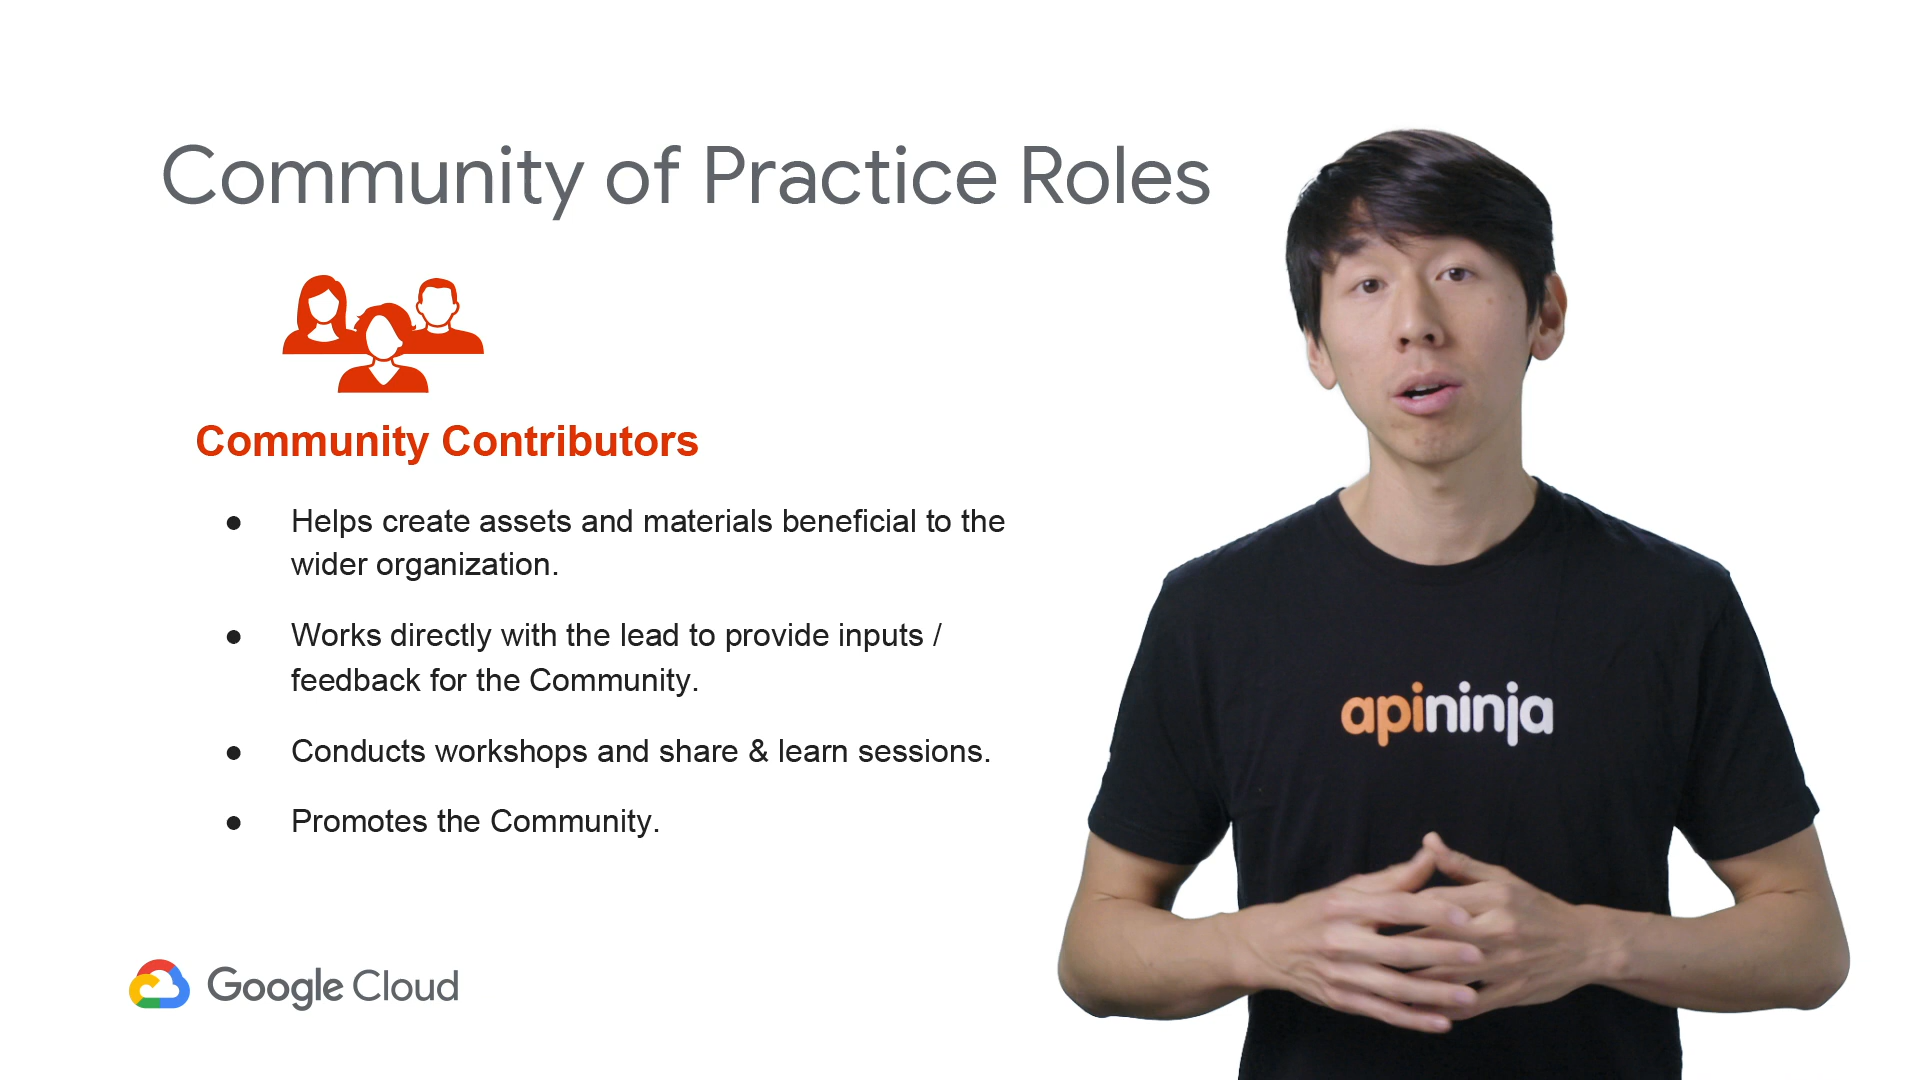 Community of Practice Roles
Community Contributors
● Helps create assets and materials beneficial to the
wider organization.
● Works directly with the lead to provide inputs /
feedback for the Community.
● Conducts workshops and share & learn sessions.
● Promotes the Community.
apininja
Google Cloud